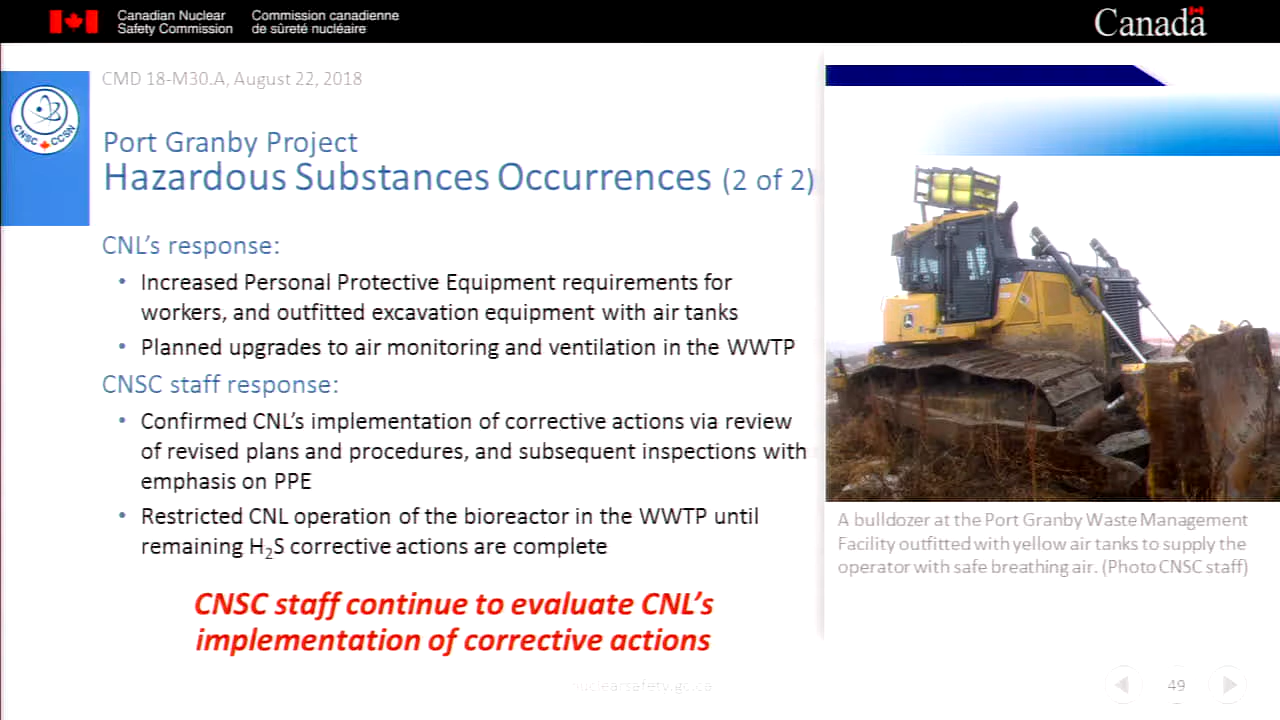 Canadian Nuclear
Safety Commission
Commission canadienne
de sûreté nucléaire
Canada
CMD 18-M30.A, August 22, 2018
CNSC CCSN
Port Granby Project
Hazardous Substances Occurrences (2 of 2)
CNL's response:
• Increased Personal Protective Equipment requirements for
workers, and outfitted excavation equipment with air tanks
• Planned upgrades to air monitoring and ventilation in the WWTP
CNSC staff response:
• Confirmed CNL's implementation of corrective actions via review
of revised plans and procedures, and subsequent inspections with
emphasis on PPE
• Restricted CNL operation of the bioreactor in the WWTP until
remaining H₂S corrective actions are complete
CNSC staff continue to evaluate CNL's
implementation of corrective actions
A bulldozer at the Port Granby Waste Management
Facility outfitted with yellow air tanks to supply the
operator with safe breathing air. (Photo CNSC staff)
nuclearsafety.gc.ca
49